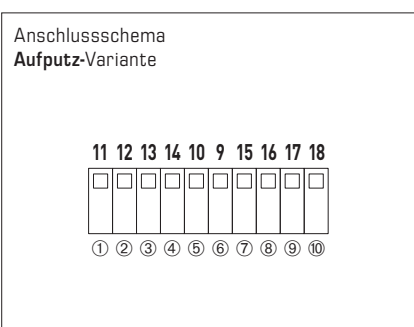 Anschlussschema
Aufputz-Variante
11 12 13 14 10 9 15 16 17 18
① ② ③ ④ ⑤ ⑥ ⑦ ⑧ ⑨ ⑩